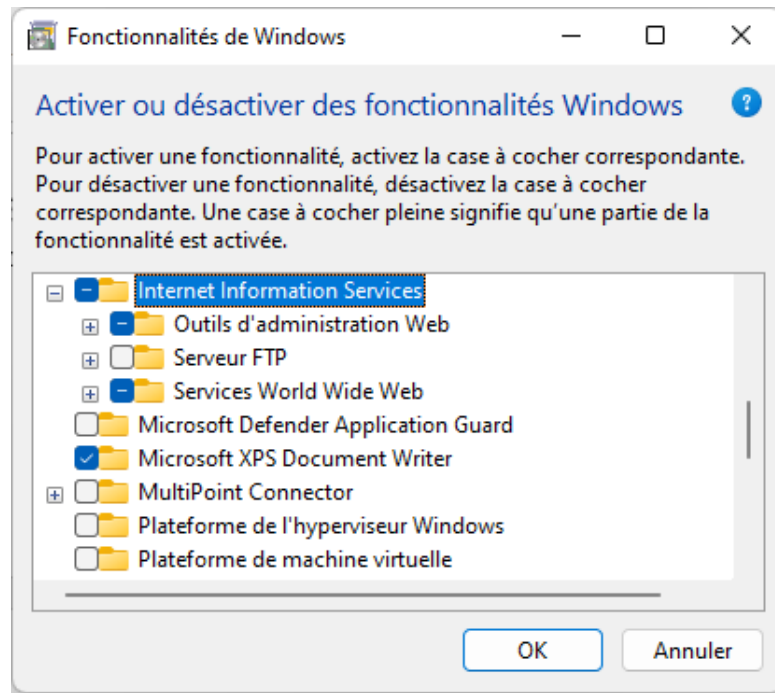 Fonctionnalités de Windows
Activer ou désactiver des fonctionnalités Windows
Pour activer une fonctionnalité, activez la case à cocher correspondante.
Pour désactiver une fonctionnalité, désactivez la case à cocher
correspondante. Une case à cocher pleine signifie qu'une partie de la
fonctionnalité est activée.
Internet Information Services
Outils d'administration Web
Serveur FTP
Services World Wide Web
Microsoft Defender Application Guard
Microsoft XPS Document Writer
MultiPoint Connector
Plateforme de l'hyperviseur Windows
Plateforme de machine virtuelle
OK
Annuler